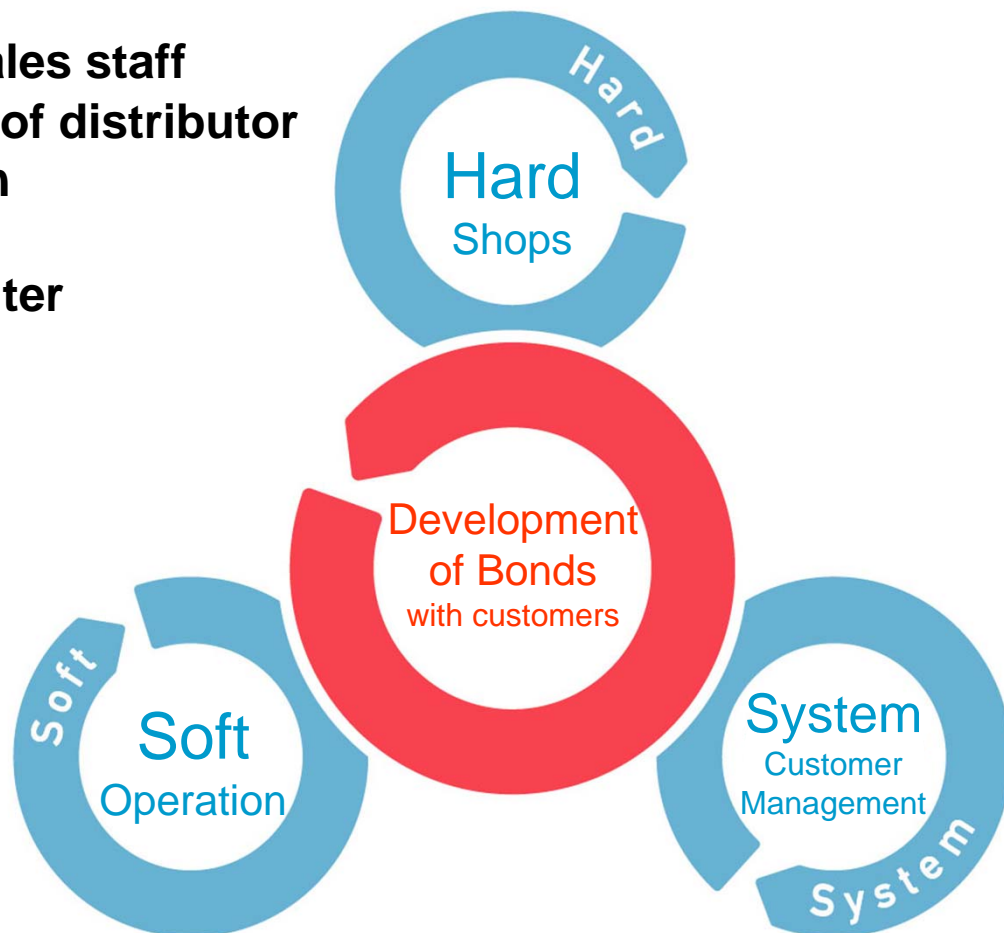 ales staff
of distributor
n
ter
Hard
Hard
Shops
Development
of Bonds
with customers
Soft
Soft
Operation
System
Customer
Management
System